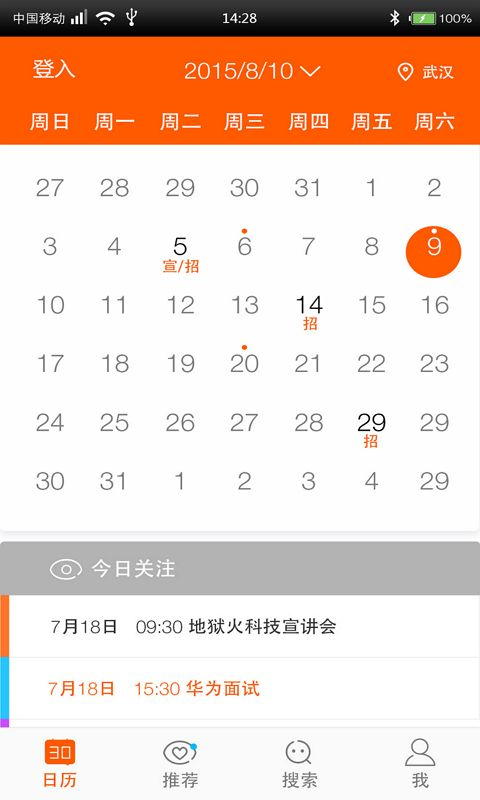 中国移动 14:28 100%
登入 2015/8/10 武汉
周日 周一 周二 周三 周四 周五 周六
27 28 29 30 31 1 2
3 4 5 6 7 8 9
宣/招
10 11 12 13 14 15 16
招
17 18 19 20 21 22 23
24 25 26 27 28 29 29
招
30 31 1 2 3 4 29
今日关注
7月18日 09:30 地狱火科技宣讲会
7月18日 15:30 华为面试
30
日历 推荐 搜索 我